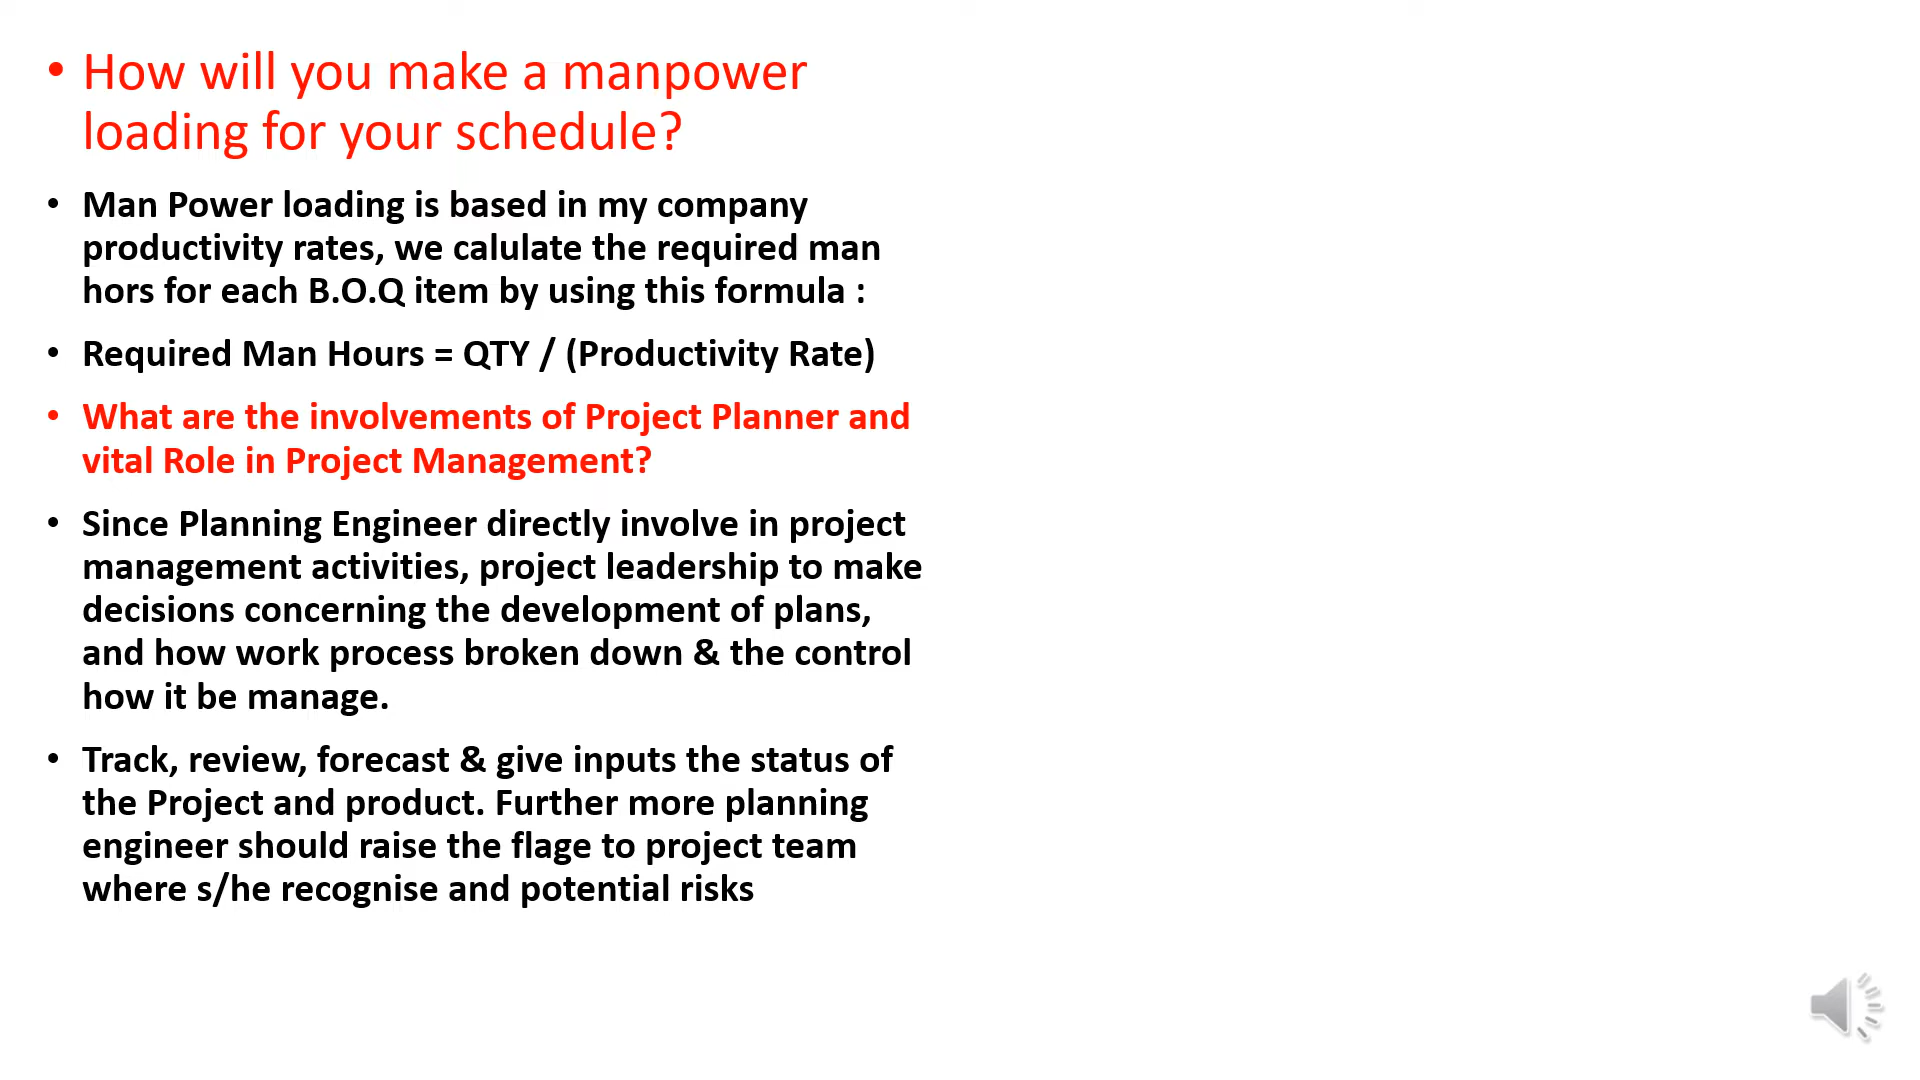 • How will you make a manpower
loading for your schedule?
• Man Power loading is based in my company
productivity rates, we calulate the required man
hors for each B.O.Q item by using this formula :
• Required Man Hours = QTY / (Productivity Rate)
• What are the involvements of Project Planner and
vital Role in Project Management?
• Since Planning Engineer directly involve in project
management activities, project leadership to make
decisions concerning the development of plans,
and how work process broken down & the control
how it be manage.
• Track, review, forecast & give inputs the status of
the Project and product. Further more planning
engineer should raise the flage to project team
where s/he recognise and potential risks